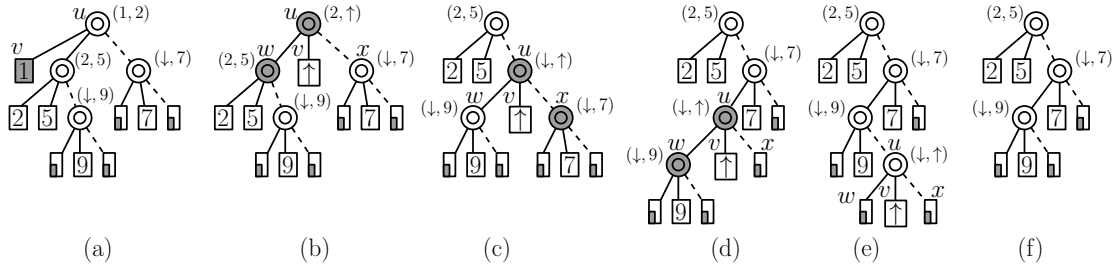 u (1, 2)
v
1 (2, 5) (↓, 7)
2 5 (↓, 9) 7
9
(a)
u (2, ↑)
(2, 5) w v x (↓, 7)
↑
2 5 (↓, 9) 7
9
(b)
(2, 5)
u
2 5 (↓, ↑)
w v x
(↓, 9) ↑ (↓, 7)
9 7
(c)
(2, 5)
(↓, 7)
2 5
(↓, ↑) u
7
w v x
(↓, 9) ↑
9
(d)
(2, 5)
(↓, 7)
2 5
(↓, 9) 7
u (↓, ↑)
9
w v x
↑
(e)
(2, 5)
(↓, 7)
2 5
(↓, 9) 7
9
(f)